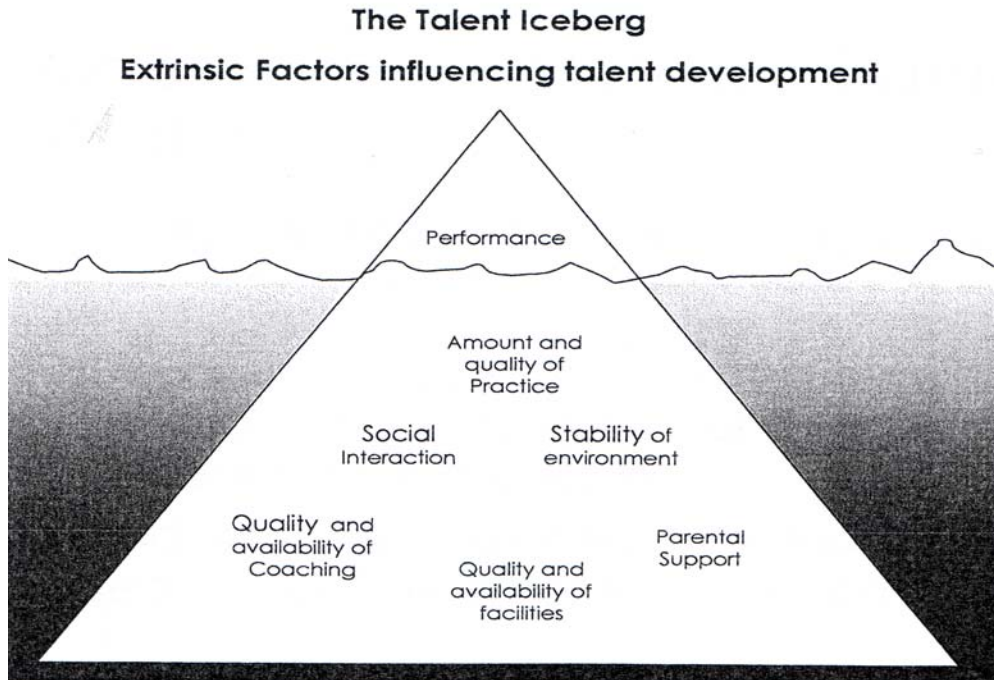 The Talent Iceberg
Extrinsic Factors influencing talent development
Performance
Amount and
quality of
Practice
Social
Interaction
Stability of
environment
Quality and
availability of
Coaching
Quality and
availability of
facilities
Parental
Support